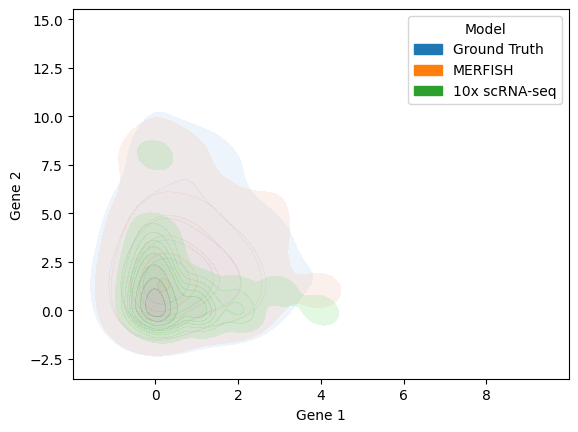 Model
Ground Truth
MERFISH
10x scRNA-seq
15.0
12.5
10.0
7.5
5.0
2.5
0.0
−2.5
Gene 2
0 2 4 6 8
Gene 1